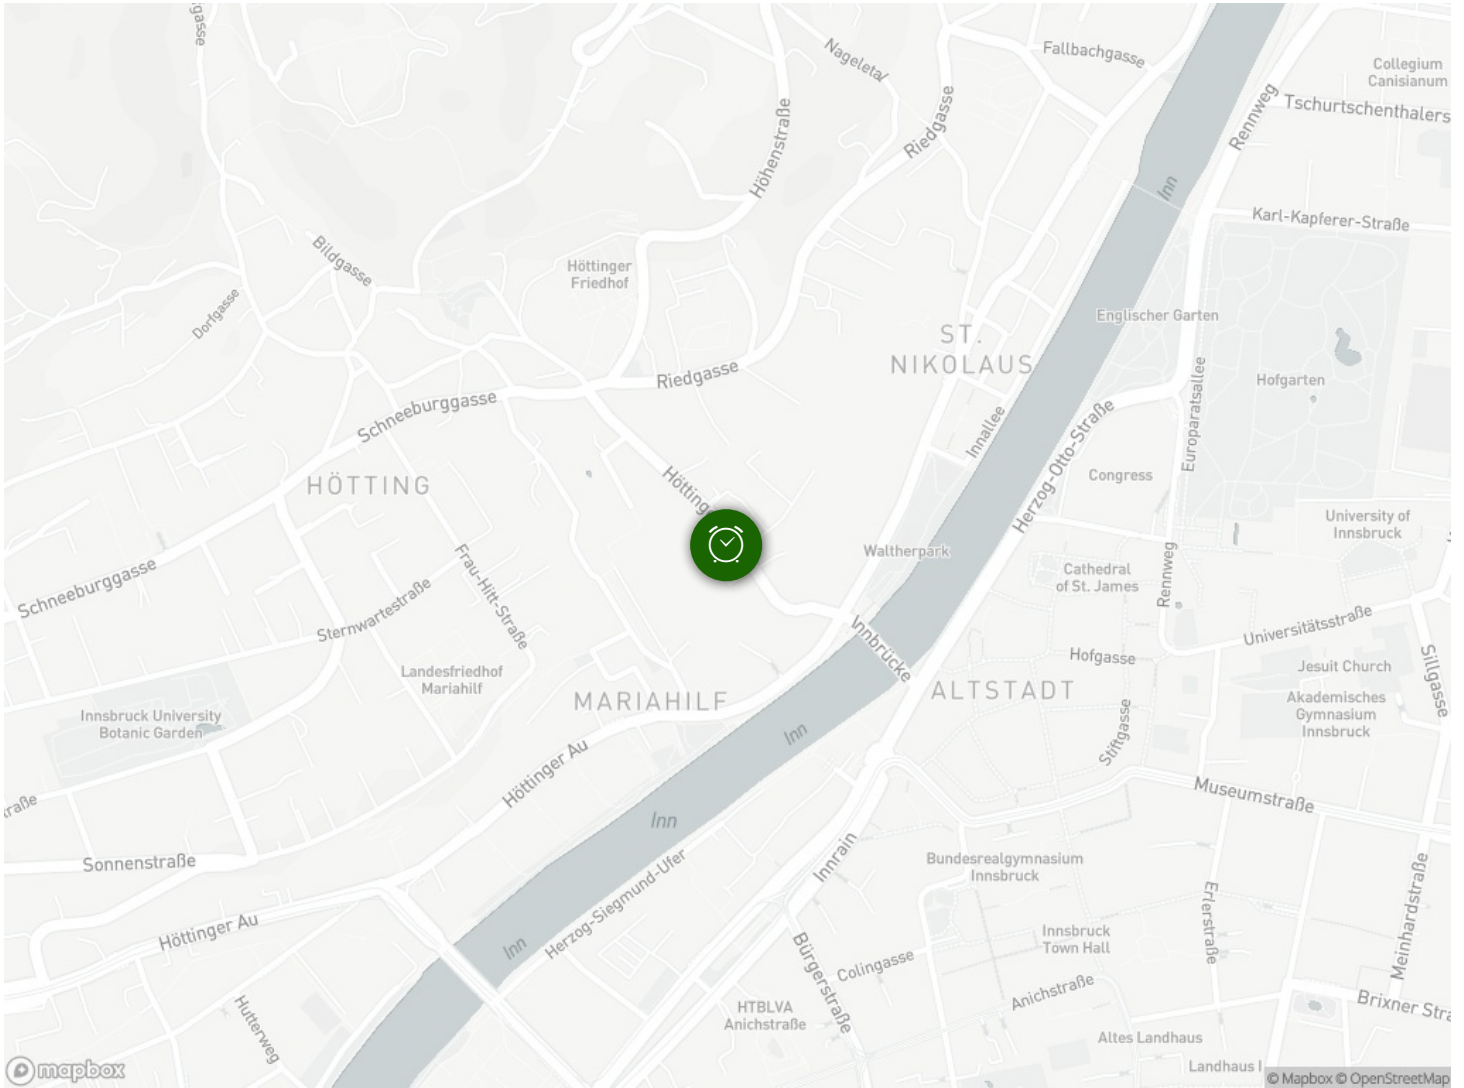 Nageletal
Fallbachgasse
Collegium
Canisianum
Rennweg
Tschurtschenthalers
Riedgasse
Höhenstraße
Inn
Karl-Kapferer-Straße
Bildgasse
Höttinger
Friedhof
Dorfgasse
Englischer Garten
ST.
NIKOLAUS
Riedgasse
Europaratsallee
Hofgarten
Schneeburggasse
Innallee
Herzog-Otto-Straße
HÖTTING
Congress
University of
Innsbruck
Waltherpark
Schneeburggasse
Frau-Hitt-Straße
Sternwartestraße
Cathedral
of St. James
Rennweg
Universitätsstraße
Innbrücke
Hofgasse
Jesuit Church
Sillgasse
Landesfriedhof
Mariahilf
MARIAHILF
ALTSTADT
Akademisches
Gymnasium
Innsbruck
Innsbruck University
Botanic Garden
Inn
Stiftgasse
Höttinger Au
Museumstraße
Inn
Sonnenstraße
Innrain
Bundesrealgymnasium
Innsbruck
Herzog-Siegmund-Ufer
Erlerstraße
Meinhardstraße
Höttinger Au
Inn
Innsbruck
Town Hall
Bürgerstraße
Colingasse
Anichstraße
Hutterweg
HTBLVA
Anichstraße
Brixner Stra
Altes Landhaus
Landhaus I
mapbox
© Mapbox © OpenStreetMap